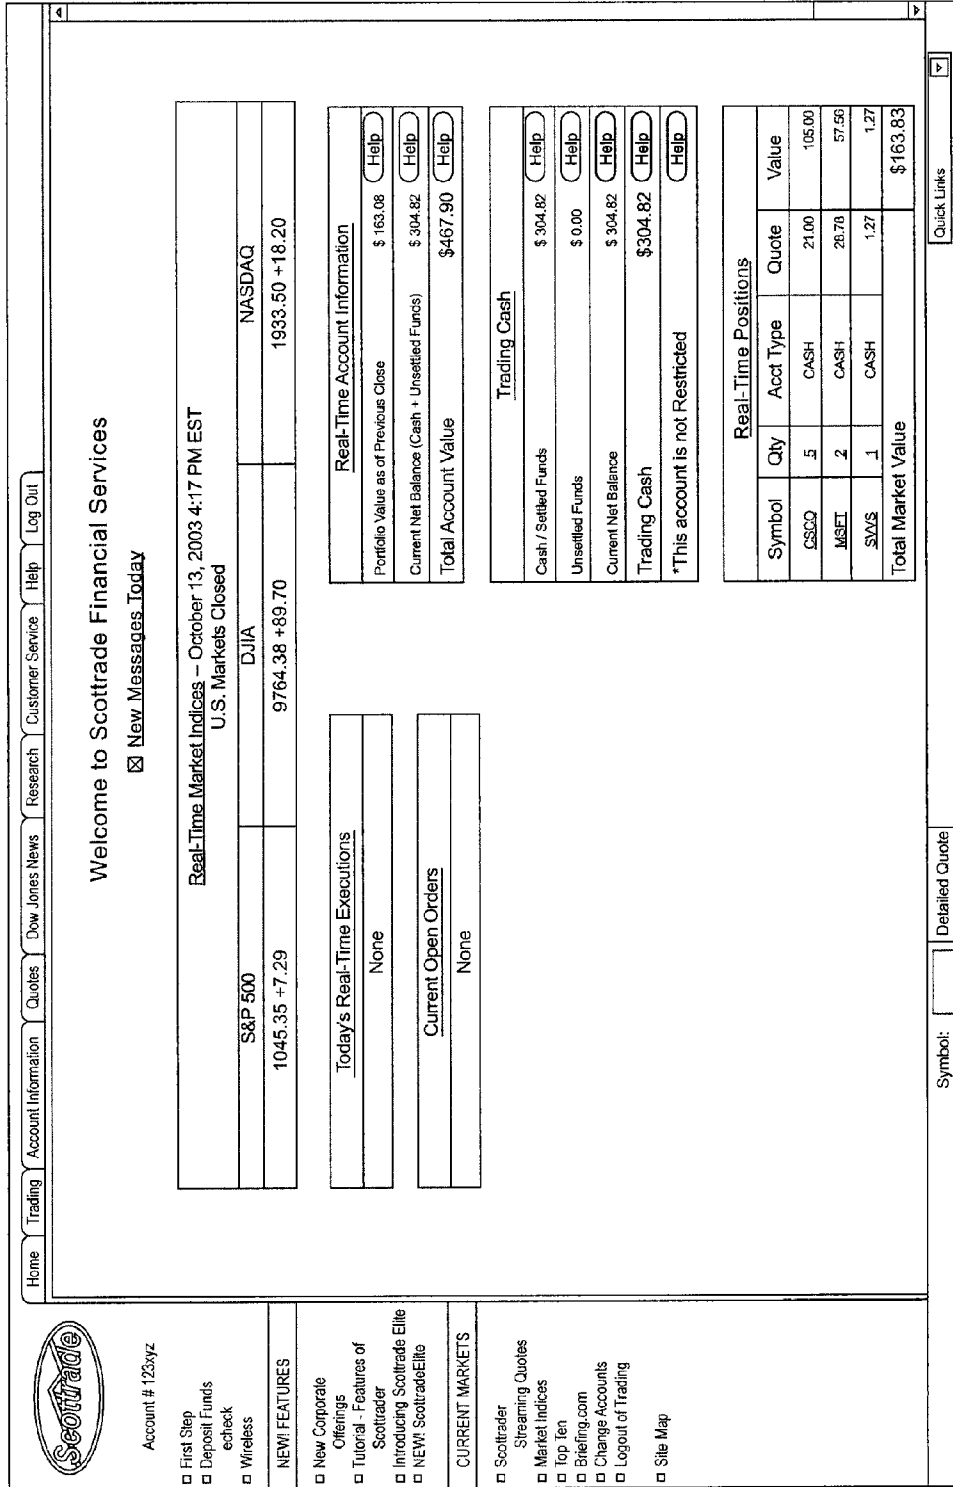 Home Trading Account Information Quotes Dow Jones News Research Customer Service Help Log Out
Scottrade
Account # 123xyz
First Step
Deposit Funds
echeck
Wireless
NEW! FEATURES
New Corporate
Offerings
Tutorial - Features of
Scottrader
Introducing Scottrade Elite
NEW! ScottradeElite
CURRENT MARKETS
Scottrader
Streaming Quotes
Market Indices
Top Ten
Briefing.com
Change Accounts
Logout of Trading
Site Map
Welcome to Scottrade Financial Services
New Messages Today
Real-Time Market Indices – October 13, 2003 4:17 PM EST
U.S. Markets Closed
S&P 500 DJIA NASDAQ
1045.35 +7.29 9764.38 +89.70 1933.50 +18.20
Today's Real-Time Executions
None
Current Open Orders
None
Real-Time Account Information
Portfolio Value as of Previous Close $ 163.08 Help
Current Net Balance (Cash + Unsettled Funds) $ 304.82 Help
Total Account Value $467.90 Help
Trading Cash
Cash / Settled Funds $ 304.82 Help
Unsettled Funds $ 0.00 Help
Current Net Balance $ 304.82 Help
Trading Cash $304.82 Help
*This account is not Restricted Help
Real-Time Positions
Symbol Qty Acct Type Quote Value
CSCO 5 CASH 21.00 105.00
MSFT 2 CASH 28.78 57.56
SVVS 1 CASH 1.27 1.27
Total Market Value $163.83
Symbol: Detailed Quote Quick Links